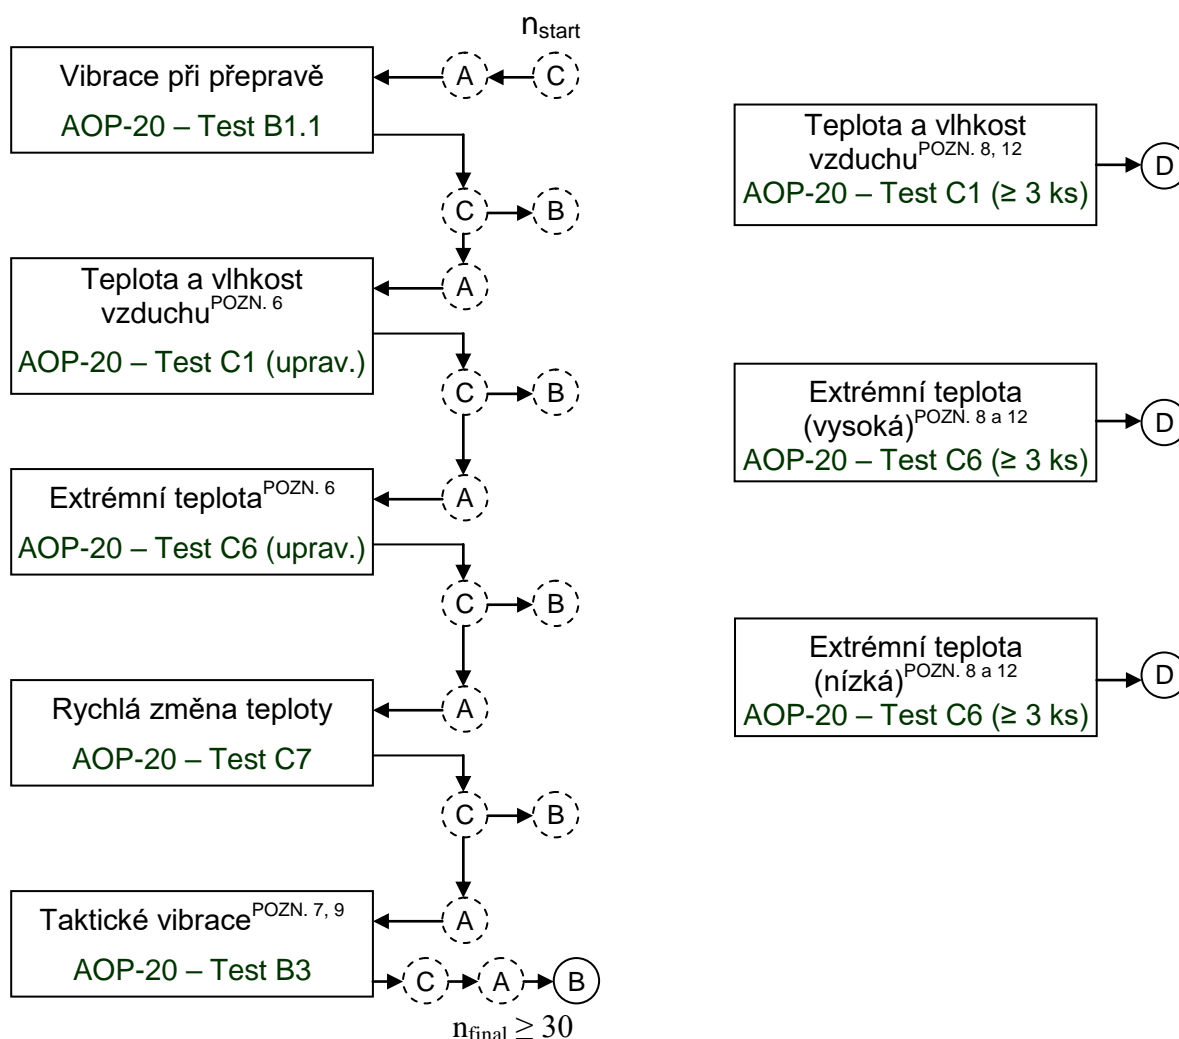 n_start
Vibrace při přepravě
AOP-20 – Test B1.1
A
C
C
B
A
Teplota a vlhkost
vzduchu^POZN. 6
AOP-20 – Test C1 (uprav.)
C
B
A
Extrémní teplota^POZN. 6
AOP-20 – Test C6 (uprav.)
C
B
A
Rychlá změna teploty
AOP-20 – Test C7
C
B
A
Taktické vibrace^POZN. 7, 9
AOP-20 – Test B3
C
A
B
n_final ≥ 30
Teplota a vlhkost
vzduchu^POZN. 8, 12
AOP-20 – Test C1 (≥ 3 ks)
D
Extrémní teplota
(vysoká)^POZN. 8 a 12
AOP-20 – Test C6 (≥ 3 ks)
D
Extrémní teplota
(nízká)^POZN. 8 a 12
AOP-20 – Test C6 (≥ 3 ks)
D